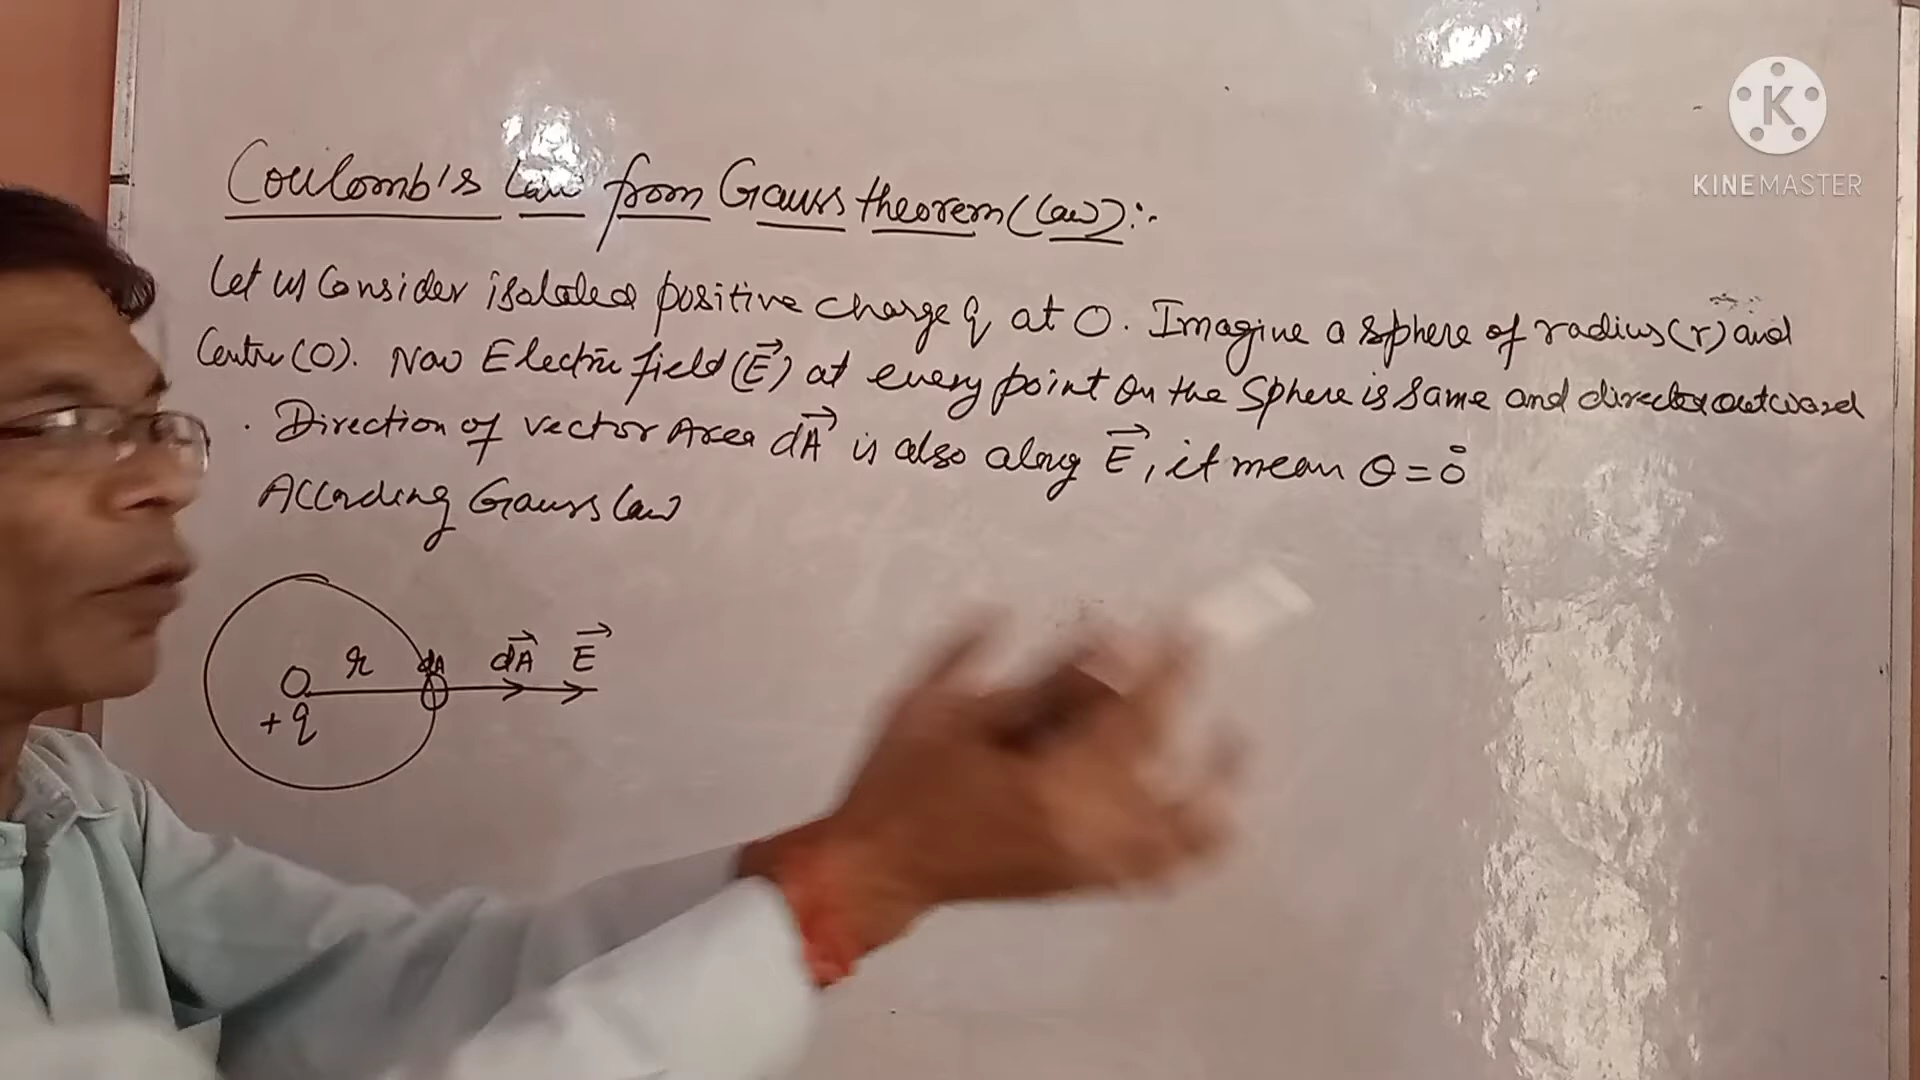 K
KINEMASTER
Coulomb's Law from Gauss theorem (Law):-
Let us Consider isolated positive charge q at O. Imagine a sphere of radius (r) and
Centre (O). Now Electric field (E⃗) at every point on the Sphere is same and directed outward
. Direction of vector Area dA⃗ is also along E⃗, it mean θ = 0°
According Gauss Law
r dA dA⃗ E⃗
O
+q